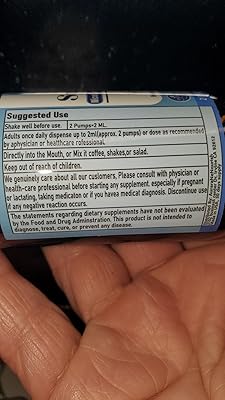 Suggested Use
Shake well before use. 2 Pumps=2 ML.
Adults once daily dispense up to 2ml(approx. 2 pumps) or dose as recommended
by aphysician or healthcare rofessional.
Directly into the Mouth, or Mix it coffee, shakes,or salad.
Keep out of reach of children.
We genuinely care about all our customers, Please consult with physician or
health-care professional before starting any supplement. especially if pregnant
or lactating, taking medicaton or if you havea medical diagnosis. Discontinue use
if any negative reaction occurs.
The statements regarding dietary supplements have not been evaluated
by the Food and Drug Adminstration. This product is not intended to
diagnose, treat, cure, or prevent any disease.